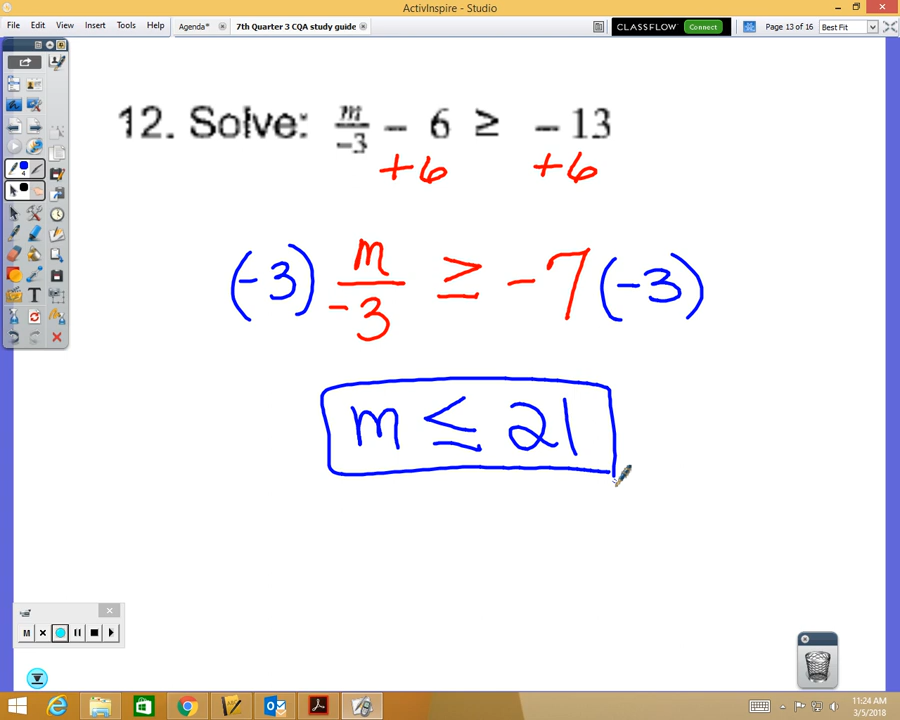 ActivInspire - Studio
File Edit View Insert Tools Help Agenda* 7th Quarter 3 CQA study guide CLASSFLOW Connect Page 13 of 16 Best Fit
12. Solve: m/-3 - 6 ≥ -13
+6 +6
(-3) m/-3 ≥ -7 (-3)
m ≤ 21
4
T
M
11:24 AM
3/5/2018